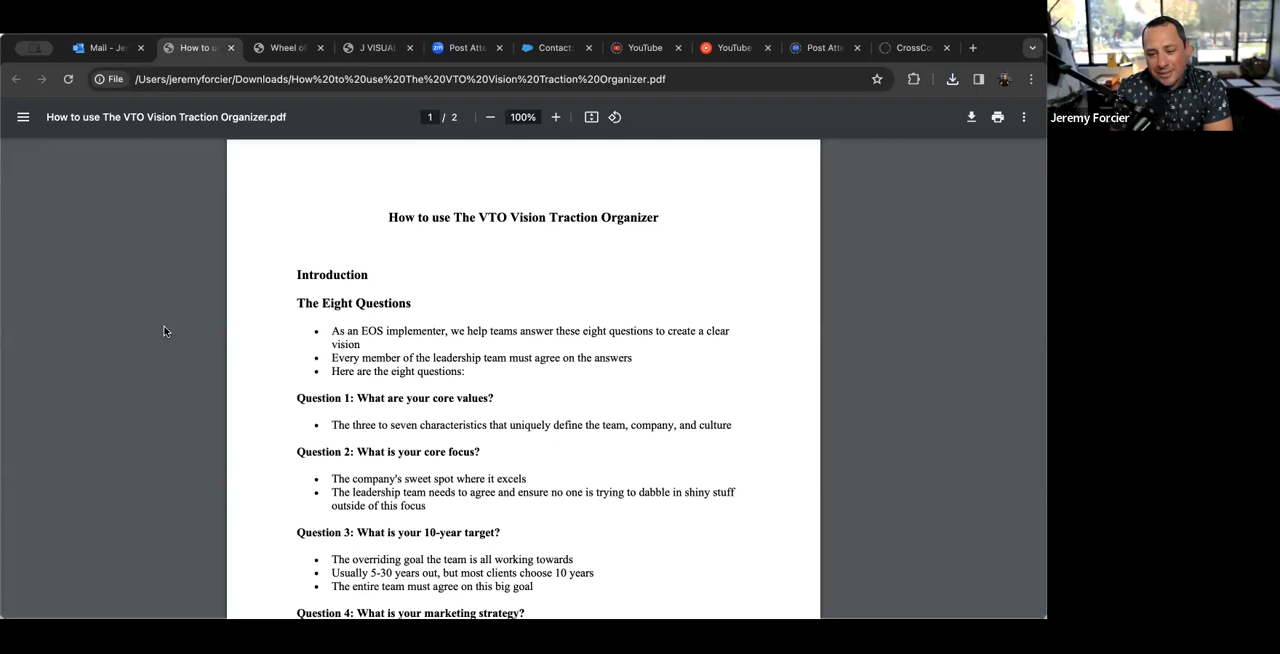 Mail - Je
How to u
Wheel of
J VISUAL
Post Atte
Contact:
YouTube
YouTube
Post Atte
CrossCo
File
/Users/jeremyforcier/Downloads/How%20to%20use%20The%20VTO%20Vision%20Traction%20Organizer.pdf
How to use The VTO Vision Traction Organizer.pdf
1 / 2
100%
How to use The VTO Vision Traction Organizer
Introduction
The Eight Questions
• As an EOS implementer, we help teams answer these eight questions to create a clear
vision
• Every member of the leadership team must agree on the answers
• Here are the eight questions:
Question 1: What are your core values?
• The three to seven characteristics that uniquely define the team, company, and culture
Question 2: What is your core focus?
• The company's sweet spot where it excels
• The leadership team needs to agree and ensure no one is trying to dabble in shiny stuff
outside of this focus
Question 3: What is your 10-year target?
• The overriding goal the team is all working towards
• Usually 5-30 years out, but most clients choose 10 years
• The entire team must agree on this big goal
Question 4: What is your marketing strategy?
Jeremy Forcier